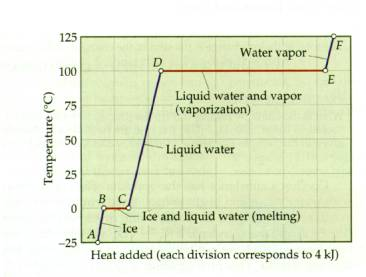 125
Water vapor
F
D
100
E
Liquid water and vapor
(vaporization)
75
Temperature (°C)
50
Liquid water
25
B
C
0
Ice and liquid water (melting)
Ice
A
−25
Heat added (each division corresponds to 4 kJ)